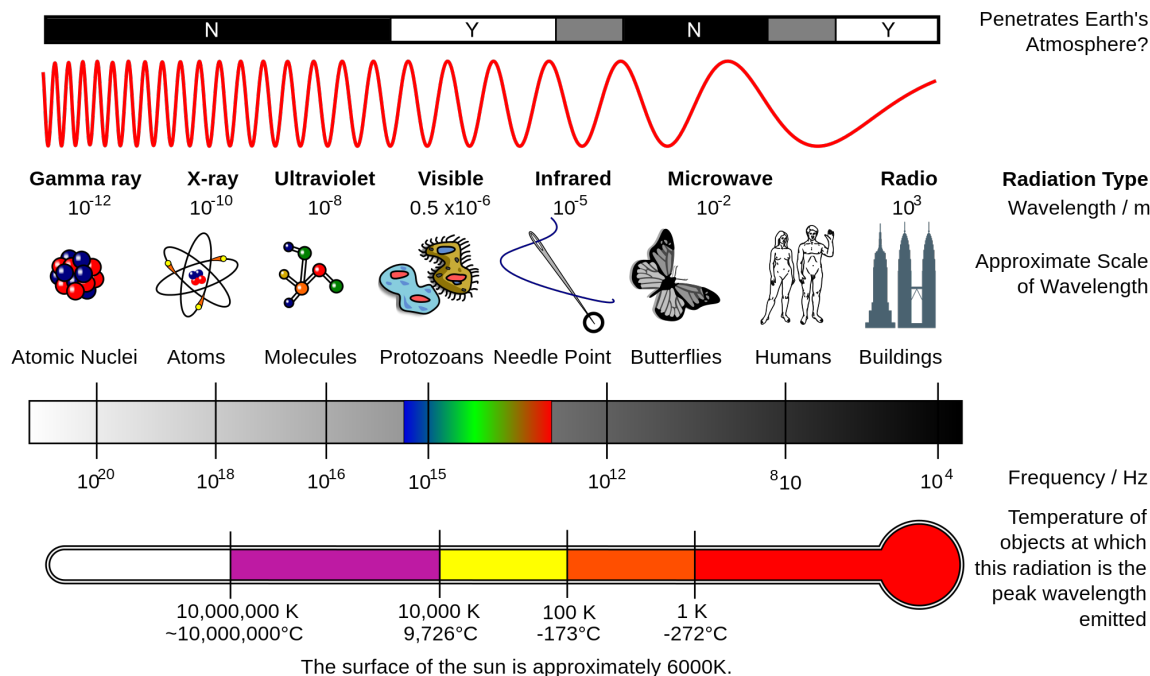 N Y N Y
Penetrates Earth's
Atmosphere?
Gamma ray X-ray Ultraviolet Visible Infrared Microwave Radio Radiation Type
10⁻¹² 10⁻¹⁰ 10⁻⁸ 0.5 x10⁻⁶ 10⁻⁵ 10⁻² 10³ Wavelength / m
Approximate Scale
of Wavelength
Atomic Nuclei Atoms Molecules Protozoans Needle Point Butterflies Humans Buildings
10²⁰ 10¹⁸ 10¹⁶ 10¹⁵ 10¹² ⁸10 10⁴ Frequency / Hz
Temperature of
objects at which
this radiation is the
peak wavelength
emitted
10,000,000 K 10,000 K 100 K 1 K
~10,000,000°C 9,726°C -173°C -272°C
The surface of the sun is approximately 6000K.